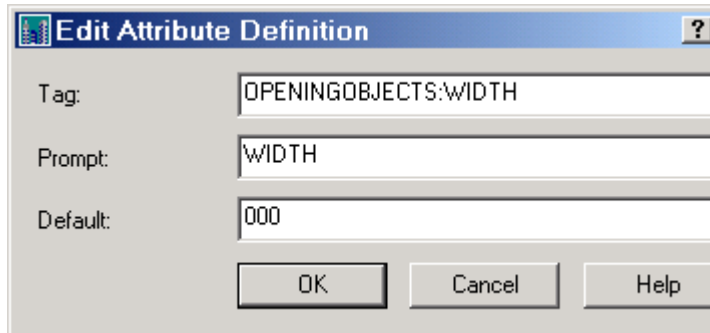 Edit Attribute Definition ?
Tag: OPENINGOBJECTS:WIDTH
Prompt: WIDTH
Default: 000
OK Cancel Help